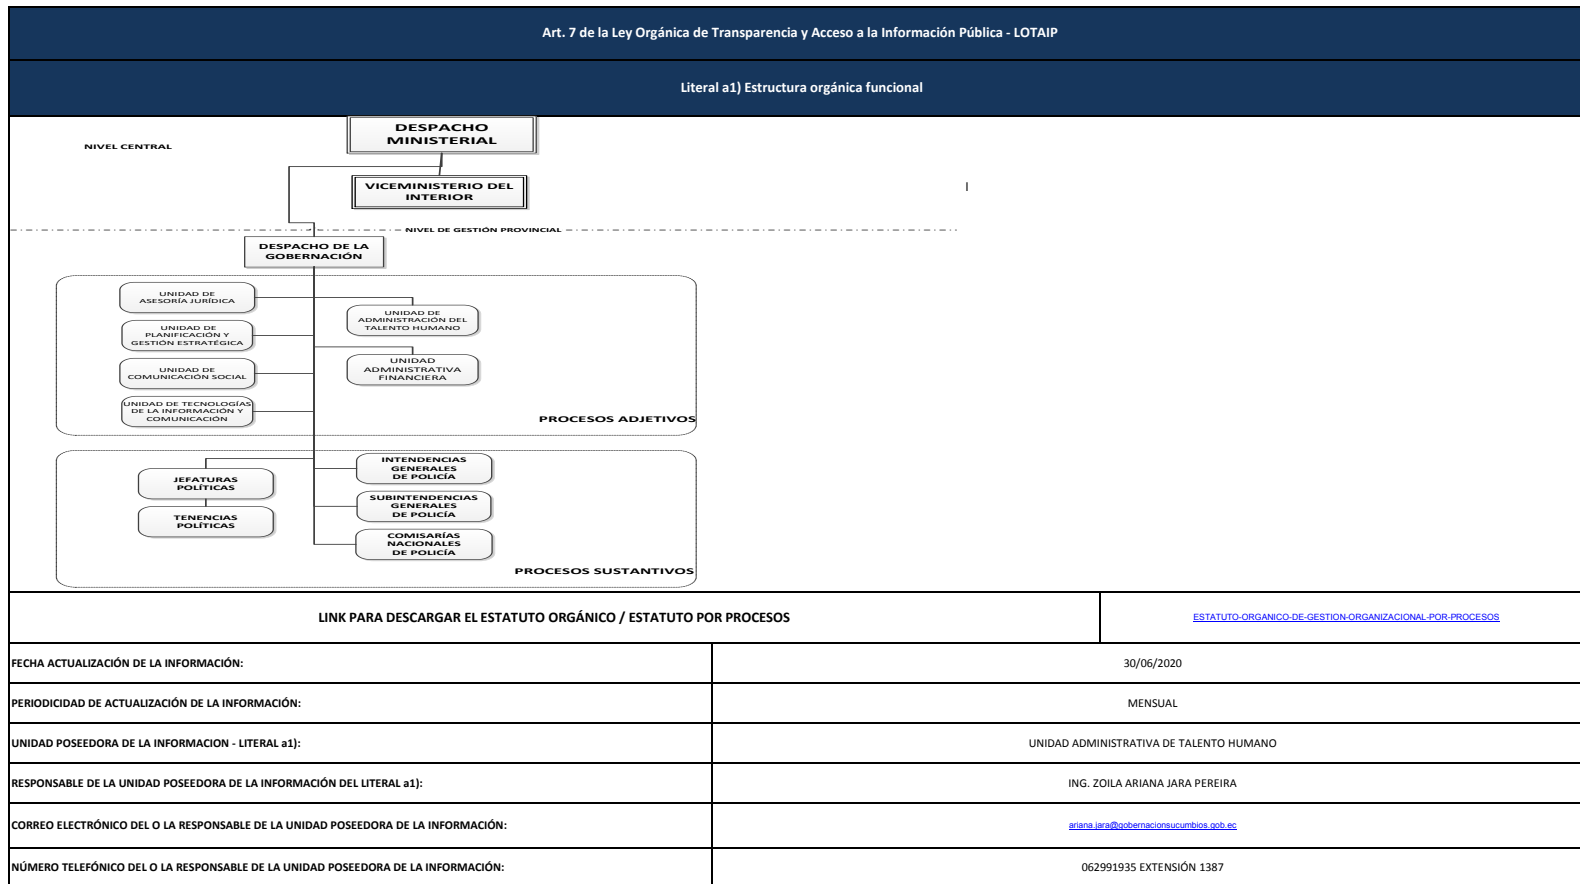 Art. 7 de la Ley Orgánica de Transparencia y Acceso a la Información Pública - LOTAIP
Literal a1) Estructura orgánica funcional
NIVEL CENTRAL
DESPACHO
MINISTERIAL
VICEMINISTERIO DEL
INTERIOR
I
NIVEL DE GESTIÓN PROVINCIAL
DESPACHO DE LA
GOBERNACIÓN
UNIDAD DE
ASESORÍA JURÍDICA
UNIDAD DE
ADMINISTRACIÓN DEL
TALENTO HUMANO
UNIDAD DE
PLANIFICACIÓN Y
GESTIÓN ESTRATÉGICA
UNIDAD
ADMINISTRATIVA
FINANCIERA
UNIDAD DE
COMUNICACIÓN SOCIAL
UNIDAD DE TECNOLOGÍAS
DE LA INFORMACIÓN Y
COMUNICACIÓN
PROCESOS ADJETIVOS
JEFATURAS
POLÍTICAS
TENENCIAS
POLÍTICAS
INTENDENCIAS
GENERALES
DE POLICÍA
SUBINTENDENCIAS
GENERALES
DE POLICÍA
COMISARÍAS
NACIONALES
DE POLICÍA
PROCESOS SUSTANTIVOS
LINK PARA DESCARGAR EL ESTATUTO ORGÁNICO / ESTATUTO POR PROCESOS
ESTATUTO-ORGANICO-DE-GESTION-ORGANIZACIONAL-POR-PROCESOS
FECHA ACTUALIZACIÓN DE LA INFORMACIÓN:
30/06/2020
PERIODICIDAD DE ACTUALIZACIÓN DE LA INFORMACIÓN:
MENSUAL
UNIDAD POSEEDORA DE LA INFORMACION - LITERAL a1):
UNIDAD ADMINISTRATIVA DE TALENTO HUMANO
RESPONSABLE DE LA UNIDAD POSEEDORA DE LA INFORMACIÓN DEL LITERAL a1):
ING. ZOILA ARIANA JARA PEREIRA
CORREO ELECTRÓNICO DEL O LA RESPONSABLE DE LA UNIDAD POSEEDORA DE LA INFORMACIÓN:
ariana.jara@gobernacionsucumbios.gob.ec
NÚMERO TELEFÓNICO DEL O LA RESPONSABLE DE LA UNIDAD POSEEDORA DE LA INFORMACIÓN:
062991935 EXTENSIÓN 1387